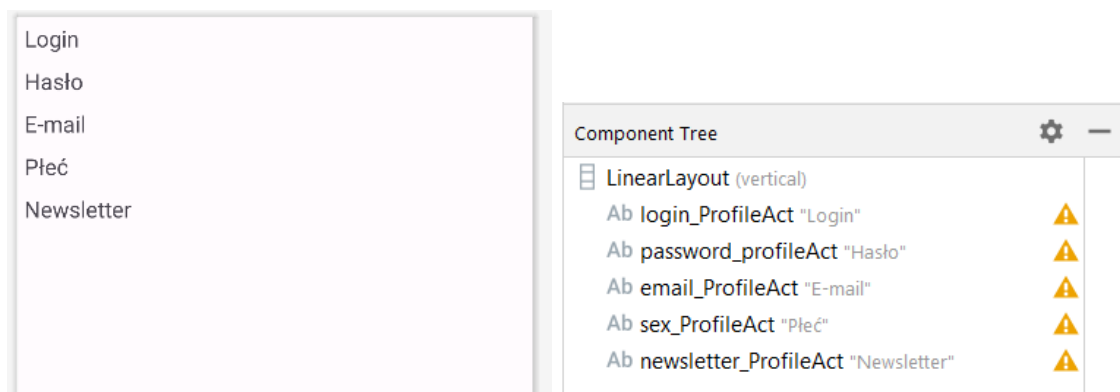 Login
Hasło
E-mail
Płeć
Newsletter
Component Tree
LinearLayout (vertical)
Ab login_ProfileAct "Login"
Ab password_profileAct "Hasło"
Ab email_ProfileAct "E-mail"
Ab sex_ProfileAct "Płeć"
Ab newsletter_ProfileAct "Newsletter"